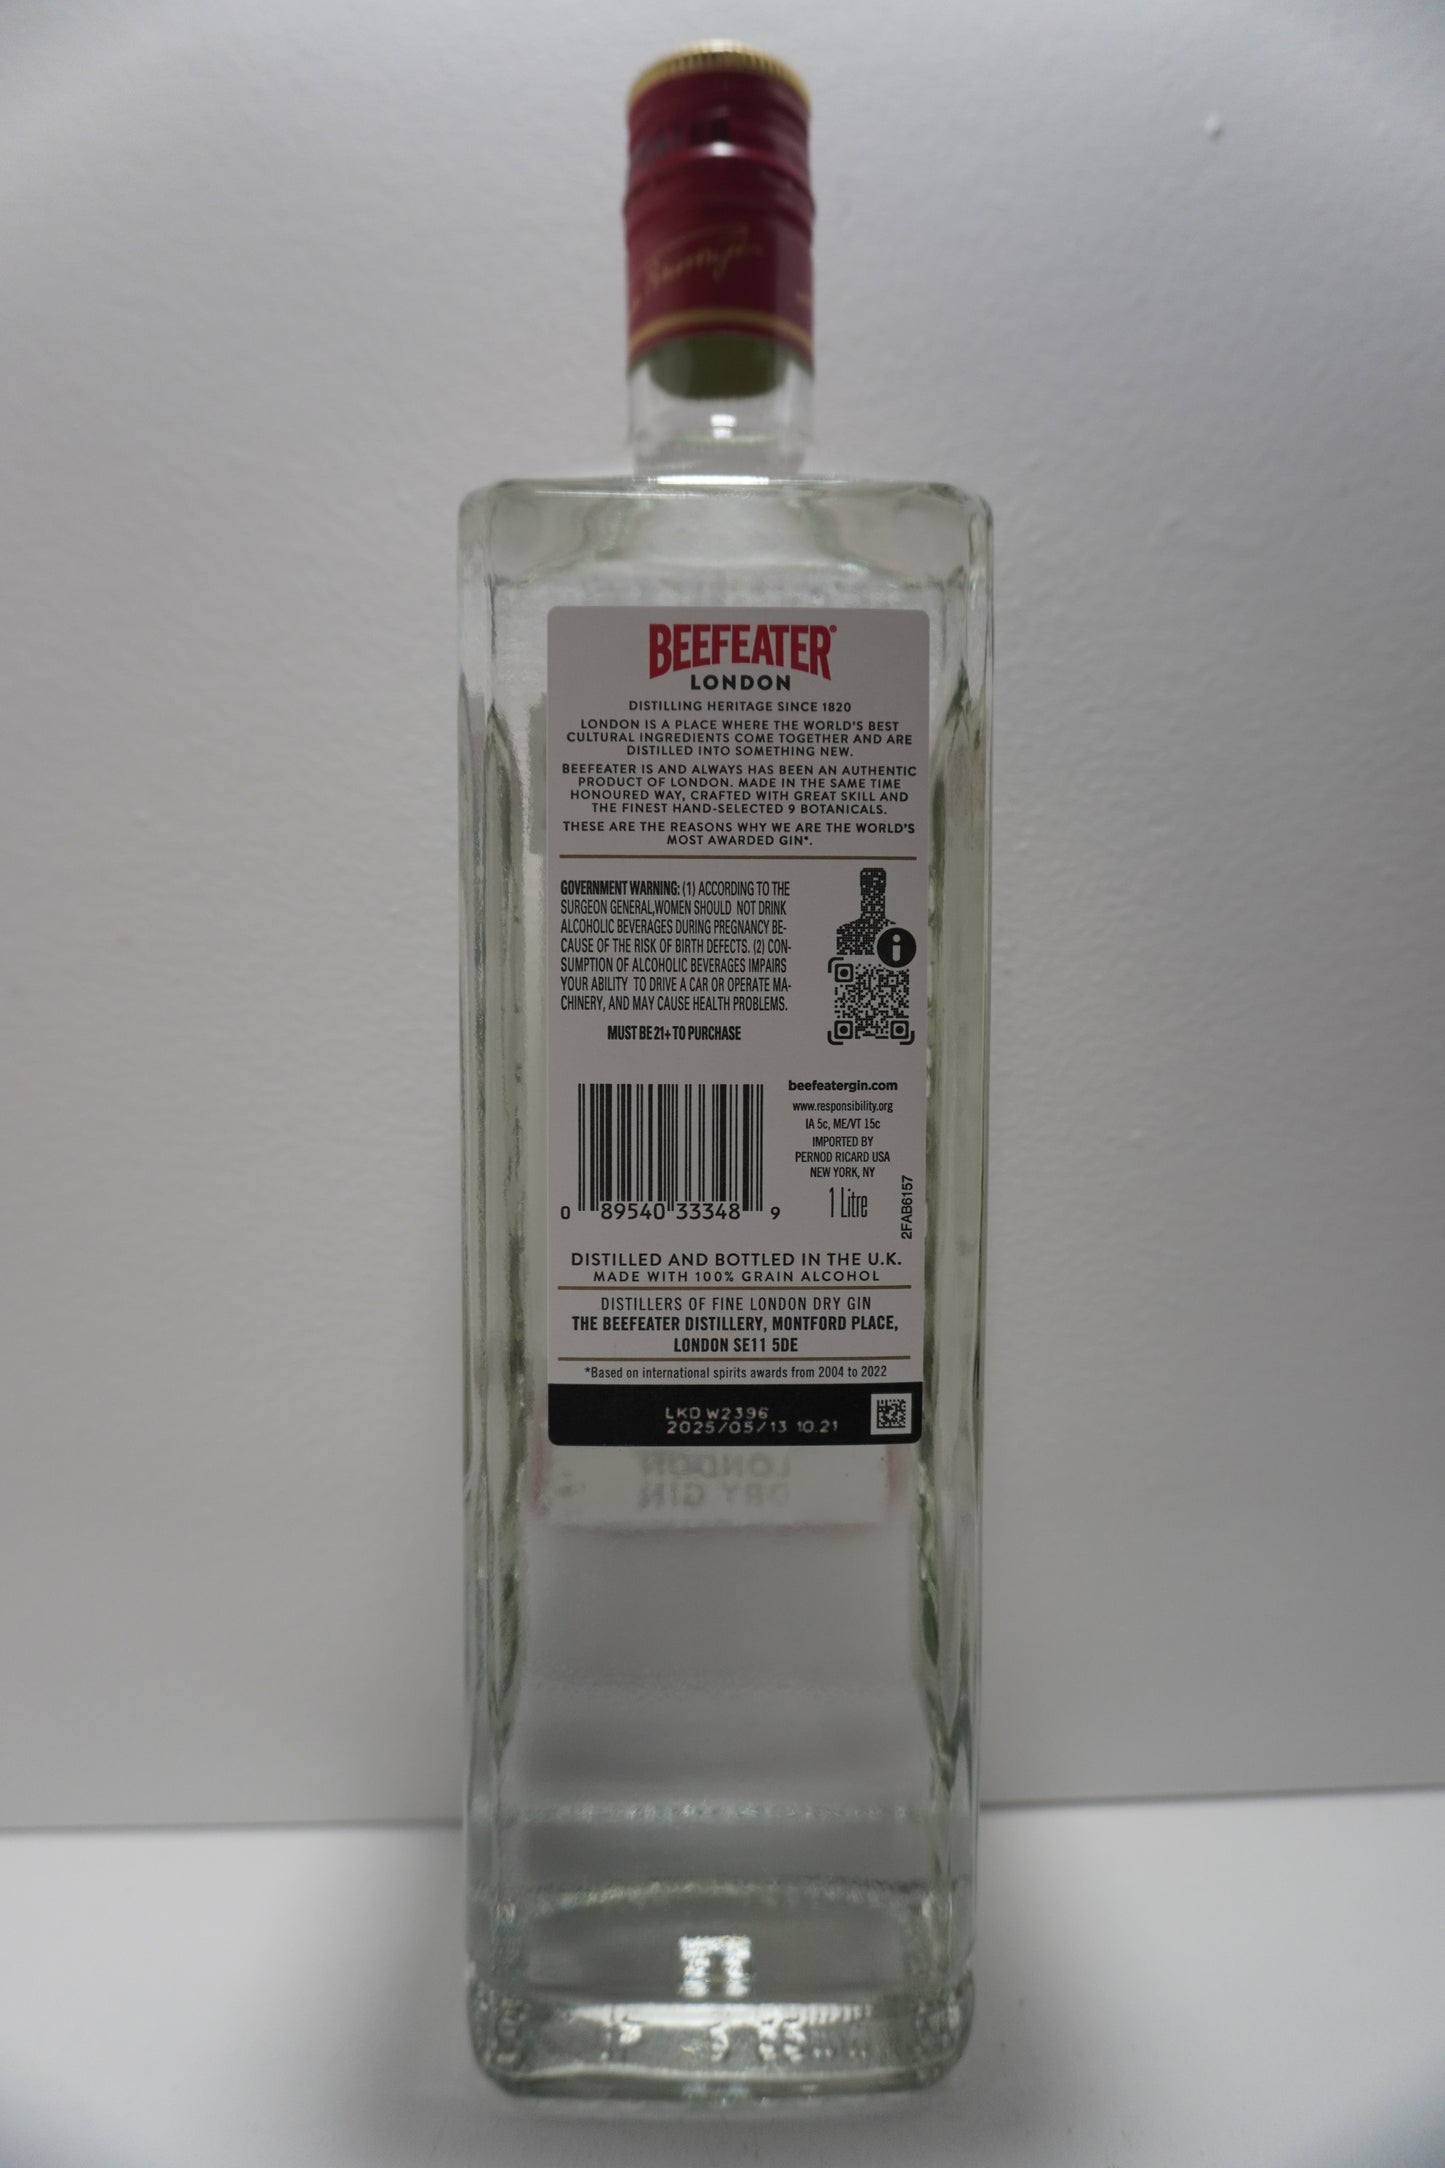 BEEFEATER®
LONDON
DISTILLING HERITAGE SINCE 1820
LONDON IS A PLACE WHERE THE WORLD'S BEST
CULTURAL INGREDIENTS COME TOGETHER AND ARE
DISTILLED INTO SOMETHING NEW.
BEEFEATER IS AND ALWAYS HAS BEEN AN AUTHENTIC
PRODUCT OF LONDON. MADE IN THE SAME TIME
HONOURED WAY, CRAFTED WITH GREAT SKILL AND
THE FINEST HAND-SELECTED 9 BOTANICALS.
THESE ARE THE REASONS WHY WE ARE THE WORLD'S
MOST AWARDED GIN*.
GOVERNMENT WARNING: (1) ACCORDING TO THE
SURGEON GENERAL,WOMEN SHOULD NOT DRINK
ALCOHOLIC BEVERAGES DURING PREGNANCY BE-
CAUSE OF THE RISK OF BIRTH DEFECTS. (2) CON-
SUMPTION OF ALCOHOLIC BEVERAGES IMPAIRS
YOUR ABILITY TO DRIVE A CAR OR OPERATE MA-
CHINERY, AND MAY CAUSE HEALTH PROBLEMS.
MUST BE 21+ TO PURCHASE
i
0 89540 33348 9
beefeatergin.com
www.responsibility.org
IA 5c, ME/VT 15c
IMPORTED BY
PERNOD RICARD USA
NEW YORK, NY
1 Litre
2FAB6157
DISTILLED AND BOTTLED IN THE U.K.
MADE WITH 100% GRAIN ALCOHOL
DISTILLERS OF FINE LONDON DRY GIN
THE BEEFEATER DISTILLERY, MONTFORD PLACE,
LONDON SE11 5DE
*Based on international spirits awards from 2004 to 2022
LKD W2396
2025/05/13 10.21
LONDON
DRY GIN